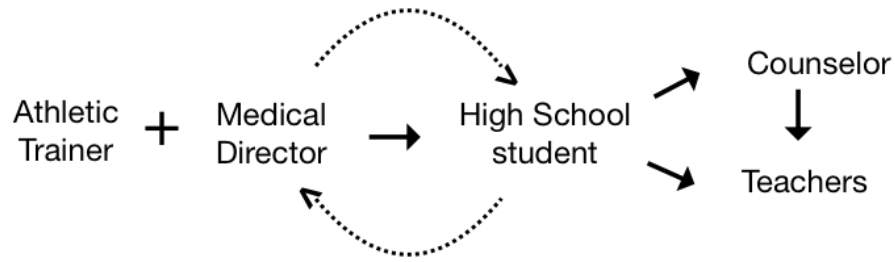 Athletic
Trainer
+
Medical
Director
High School
student
Counselor
Teachers